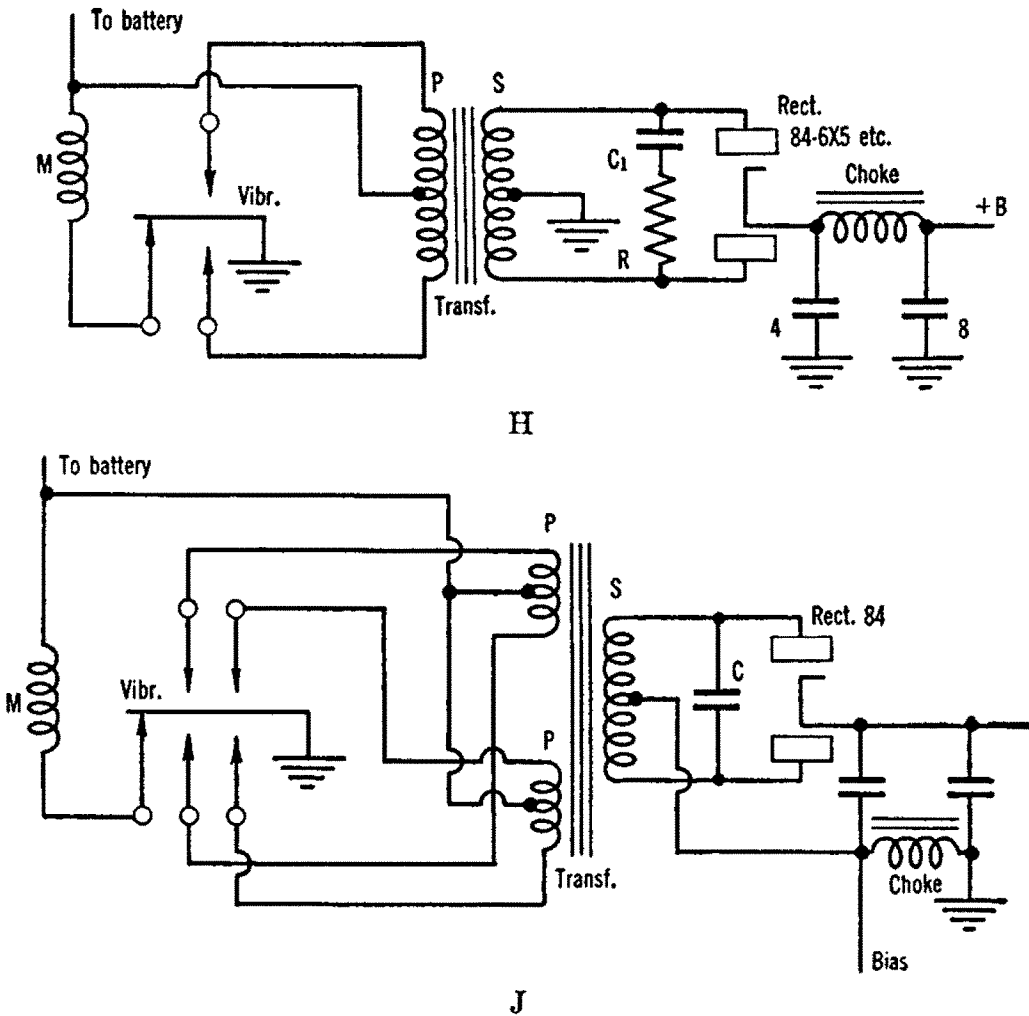 To battery
P
S
Rect.
84-6X5 etc.
M
C1
Choke
+B
Vibr.
R
Transf.
4
8
H
To battery
P
S
Rect. 84
Vibr.
C
M
P
Transf.
Choke
Bias
J